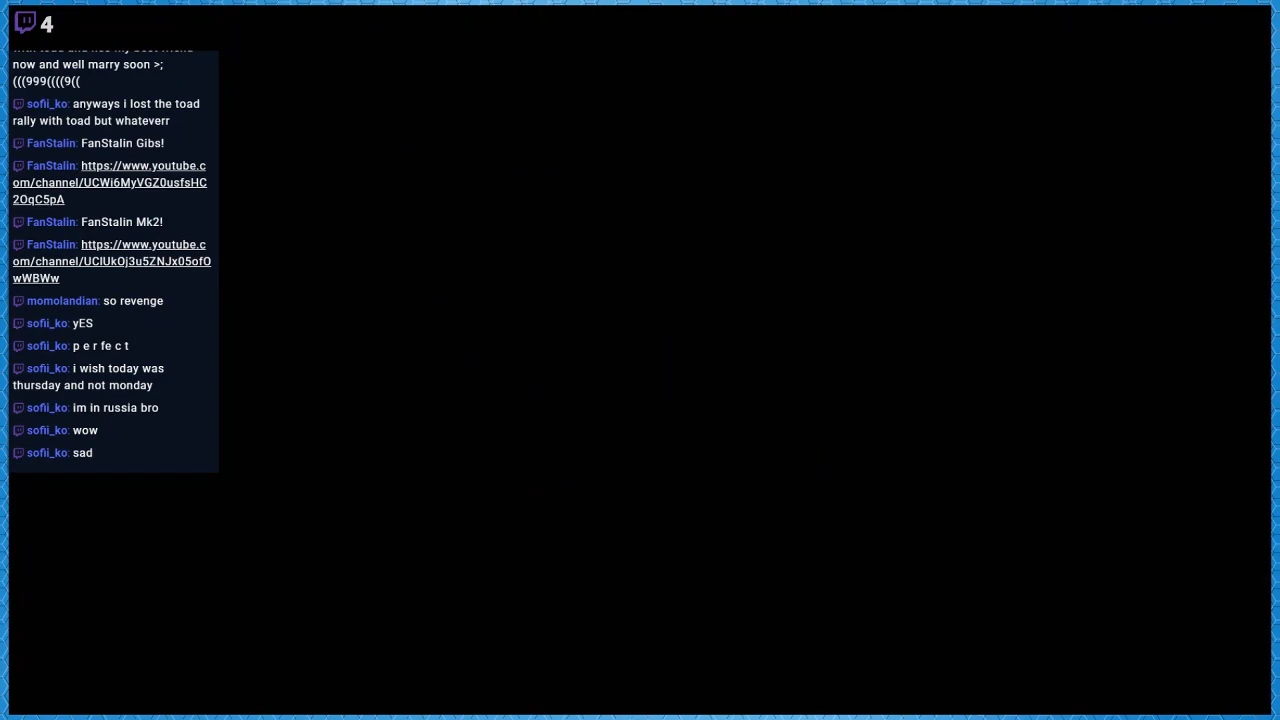 4
now and well marry soon >;
(((999((((9((
sofii_ko: anyways i lost the toad
rally with toad but whateverr
FanStalin: FanStalin Gibs!
FanStalin: https://www.youtube.c
om/channel/UCWi6MyVGZ0usfsHC
2OqC5pA
FanStalin: FanStalin Mk2!
FanStalin: https://www.youtube.c
om/channel/UClUkOj3u5ZNJx05ofO
wWBWw
momolandian: so revenge
sofii_ko: yES
sofii_ko: p e r fe c t
sofii_ko: i wish today was
thursday and not monday
sofii_ko: im in russia bro
sofii_ko: wow
sofii_ko: sad